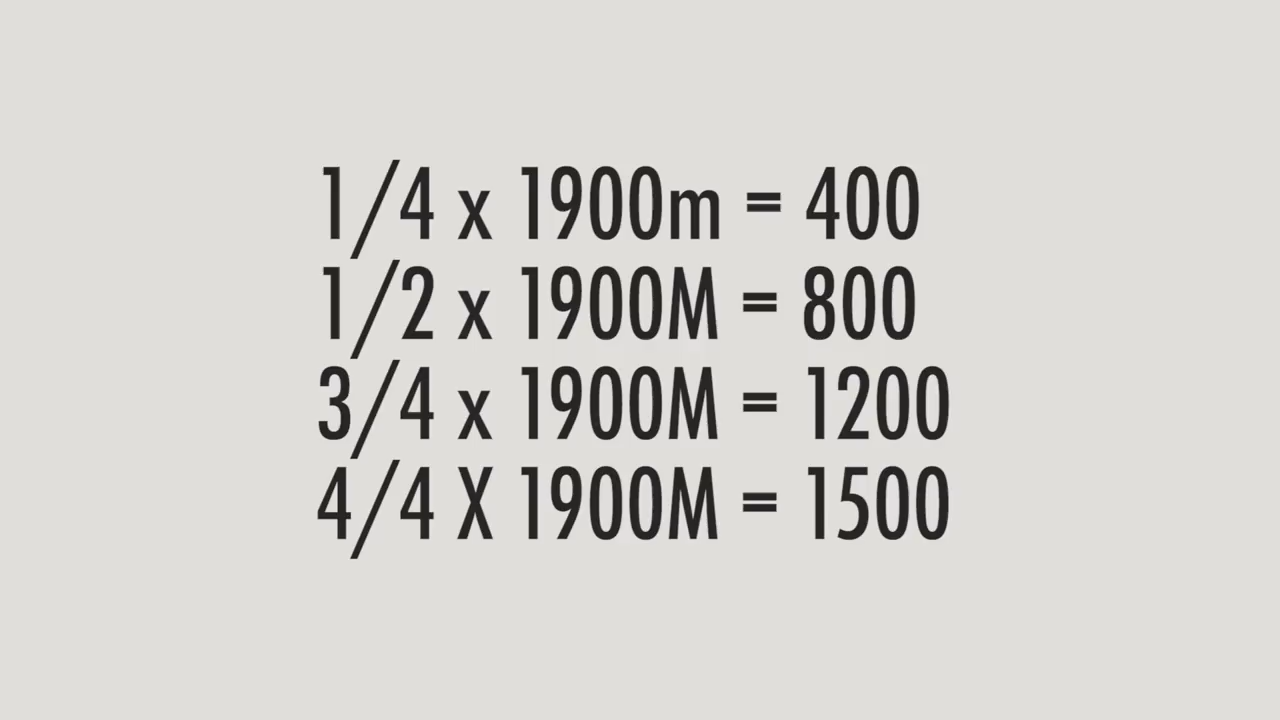 1/4 x 1900m = 400
1/2 x 1900M = 800
3/4 x 1900M = 1200
4/4 X 1900M = 1500